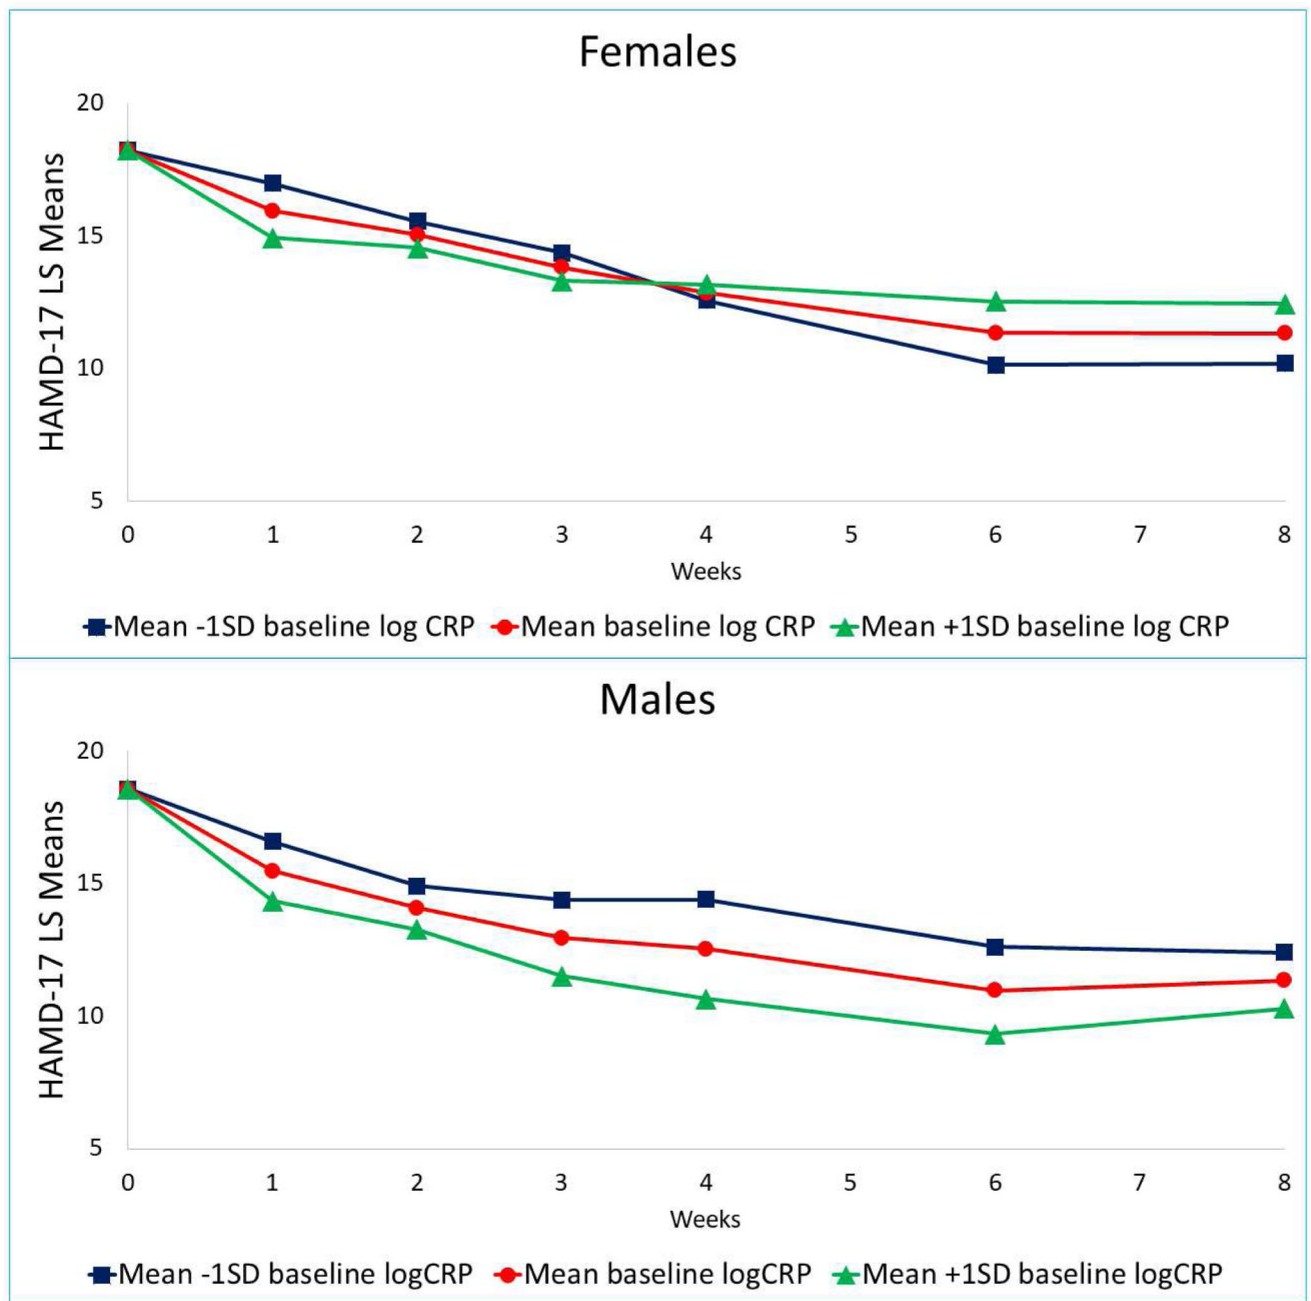 Females
HAMD-17 LS Means
20
15
10
5
0 1 2 3 4 5 6 7 8
Weeks
Mean -1SD baseline log CRP Mean baseline log CRP Mean +1SD baseline log CRP
Males
HAMD-17 LS Means
20
15
10
5
0 1 2 3 4 5 6 7 8
Weeks
Mean -1SD baseline logCRP Mean baseline logCRP Mean +1SD baseline logCRP